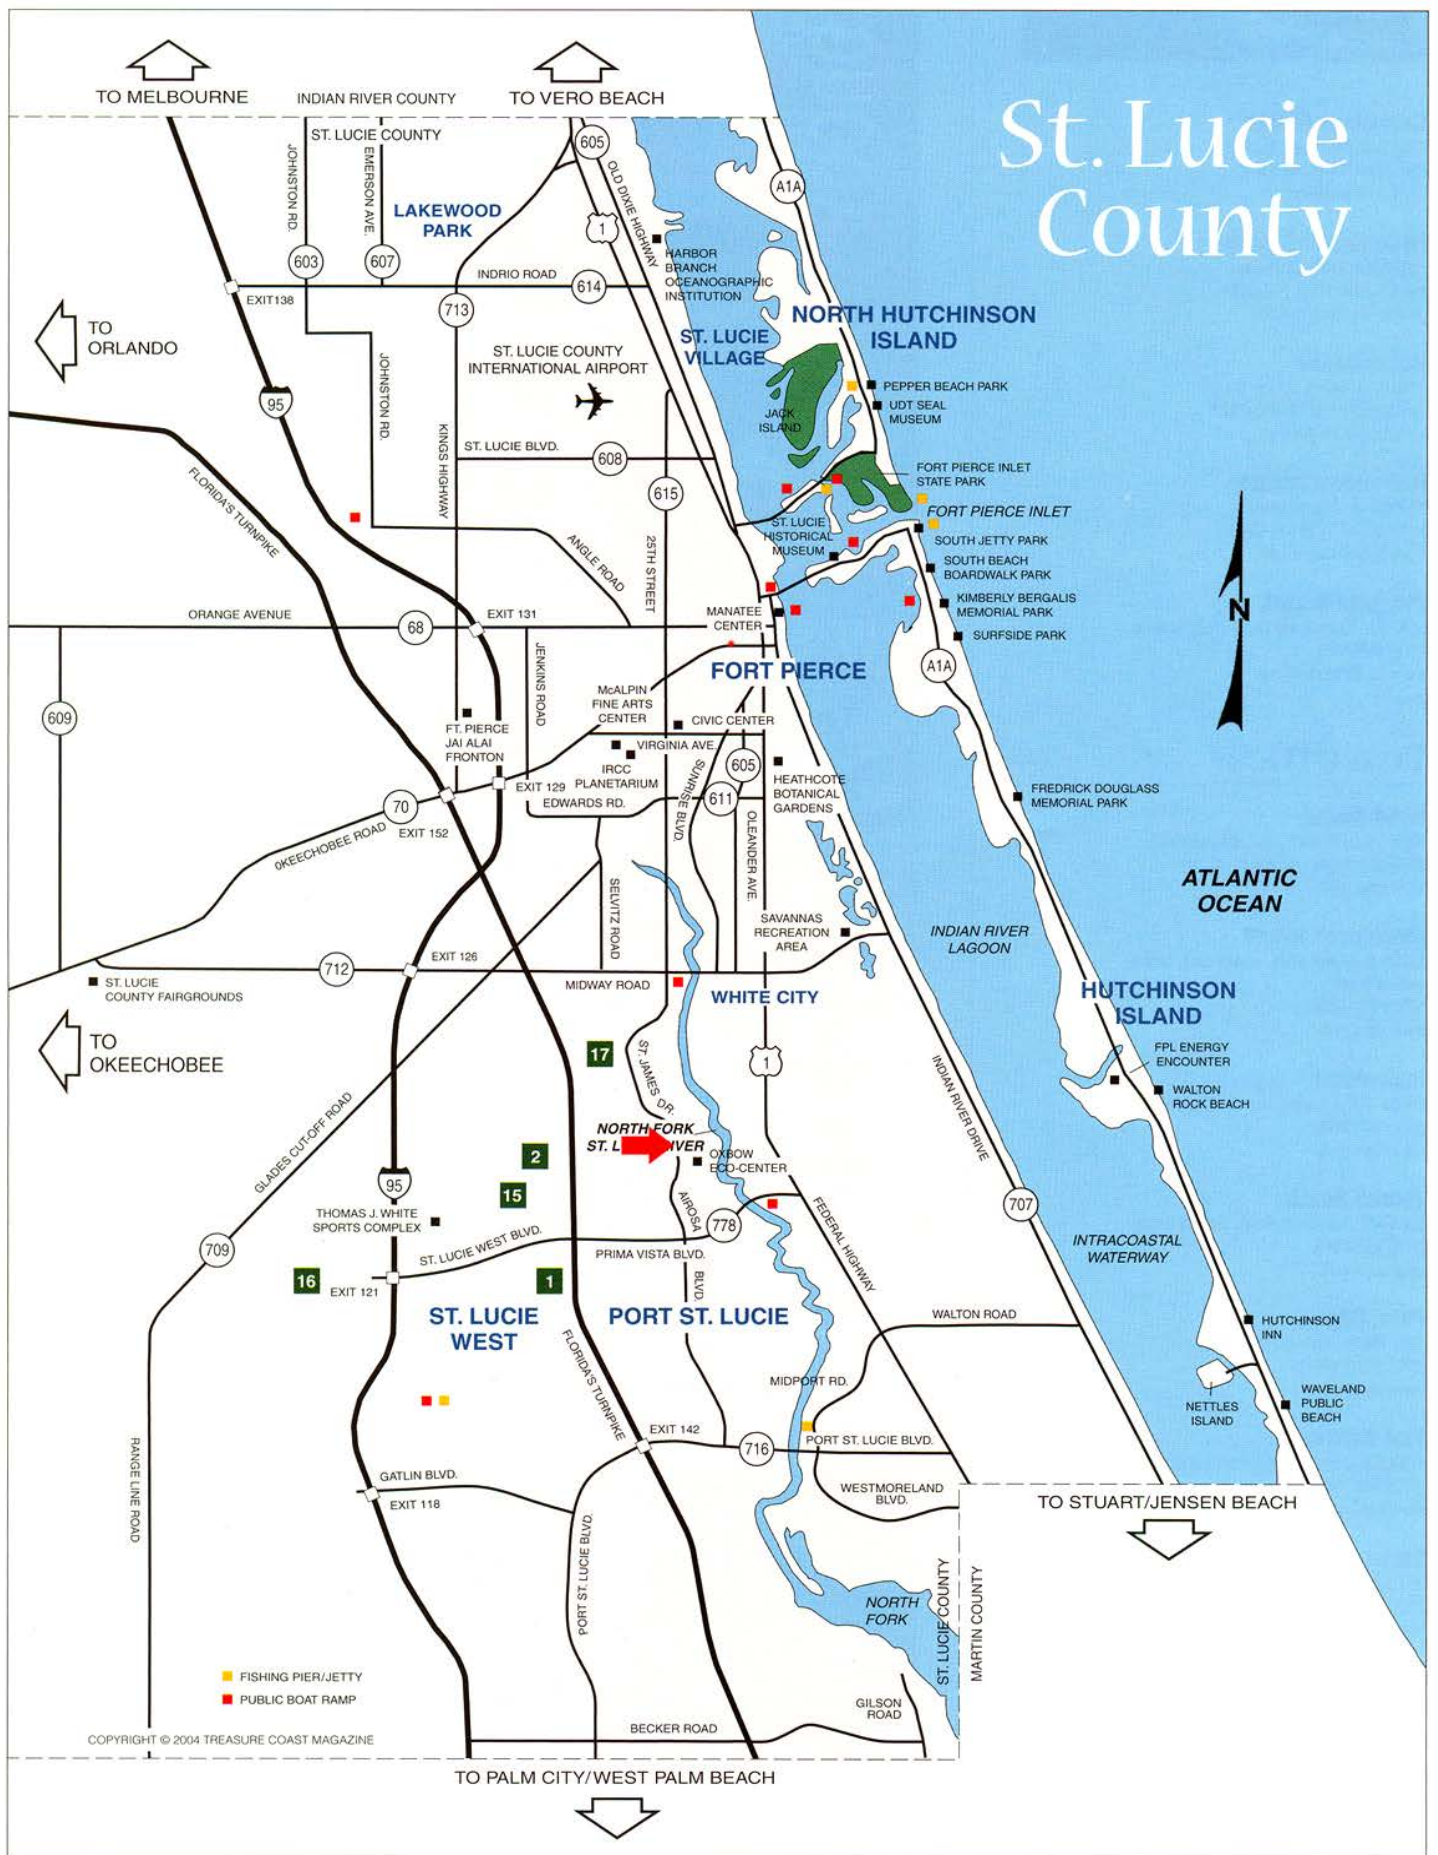 St. Lucie
County
TO MELBOURNE
INDIAN RIVER COUNTY
TO VERO BEACH
ST. LUCIE COUNTY
605
JOHNSTON RD.
EMERSON AVE.
OLD DIXIE HIGHWAY
A1A
LAKEWOOD
PARK
1
603
607
HARBOR
BRANCH
OCEANOGRAPHIC
INSTITUTION
INDRIO ROAD
614
EXIT138
713
NORTH HUTCHINSON
ISLAND
TO
ORLANDO
ST. LUCIE
VILLAGE
ST. LUCIE COUNTY
INTERNATIONAL AIRPORT
JOHNSTON RD.
95
PEPPER BEACH PARK
UDT SEAL
MUSEUM
JACK
ISLAND
KINGS HIGHWAY
ST. LUCIE BLVD.
608
FLORIDA'S TURNPIKE
615
FORT PIERCE INLET
STATE PARK
FORT PIERCE INLET
ST. LUCIE
HISTORICAL
MUSEUM
SOUTH JETTY PARK
SOUTH BEACH
BOARDWALK PARK
ANGLE ROAD
25TH STREET
KIMBERLY BERGALIS
MEMORIAL PARK
N
ORANGE AVENUE
68
EXIT 131
MANATEE
CENTER
SURFSIDE PARK
JENKINS ROAD
FORT PIERCE
A1A
609
McALPIN
FINE ARTS
CENTER
FT. PIERCE
JAI ALAI
FRONTON
CIVIC CENTER
VIRGINIA AVE.
IRCC
PLANETARIUM
SUNRISE BLVD.
605
HEATHCOTE
BOTANICAL
GARDENS
EXIT 129
EDWARDS RD.
611
FREDRICK DOUGLASS
MEMORIAL PARK
70
EXIT 152
OKEECHOBEE ROAD
OLEANDER AVE.
SELVITZ ROAD
ATLANTIC
OCEAN
SAVANNAS
RECREATION
AREA
INDIAN RIVER
LAGOON
712
EXIT 126
MIDWAY ROAD
ST. LUCIE
COUNTY FAIRGROUNDS
WHITE CITY
HUTCHINSON
ISLAND
TO
OKEECHOBEE
17
ST. JAMES DR.
1
INDIAN RIVER DRIVE
FPL ENERGY
ENCOUNTER
WALTON
ROCK BEACH
GLADES CUT-OFF ROAD
NORTH FORK
ST. L IVER
2
OXBOW
ECO-CENTER
95
15
THOMAS J. WHITE
SPORTS COMPLEX
AIROSA
778
FEDERAL HIGHWAY
707
709
ST. LUCIE WEST BLVD.
PRIMA VISTA BLVD.
INTRACOASTAL
WATERWAY
16
EXIT 121
1
BLVD.
ST. LUCIE
WEST
PORT ST. LUCIE
WALTON ROAD
HUTCHINSON
INN
FLORIDA'S TURNPIKE
MIDPORT RD.
NETTLES
ISLAND
WAVELAND
PUBLIC
BEACH
RANGE LINE ROAD
EXIT 142
716
PORT ST. LUCIE BLVD.
GATLIN BLVD.
EXIT 118
WESTMORELAND
BLVD.
TO STUART/JENSEN BEACH
PORT ST. LUCIE BLVD.
NORTH
FORK
ST. LUCIE COUNTY
MARTIN COUNTY
FISHING PIER/JETTY
PUBLIC BOAT RAMP
GILSON
ROAD
BECKER ROAD
COPYRIGHT © 2004 TREASURE COAST MAGAZINE
TO PALM CITY/WEST PALM BEACH